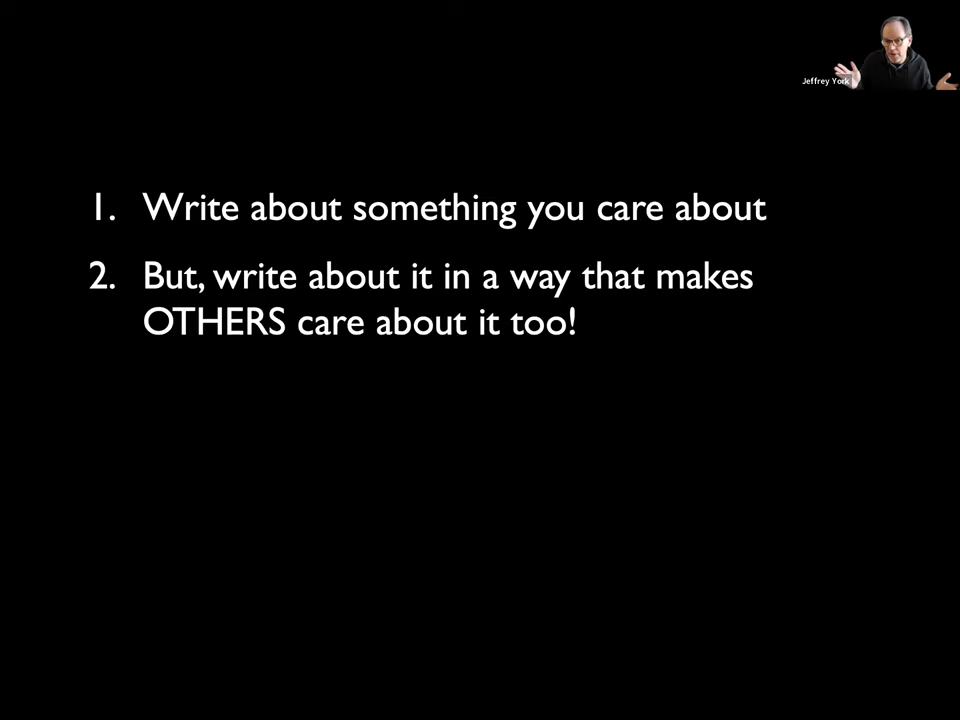 Jeffrey York
1. Write about something you care about
2. But, write about it in a way that makes
OTHERS care about it too!